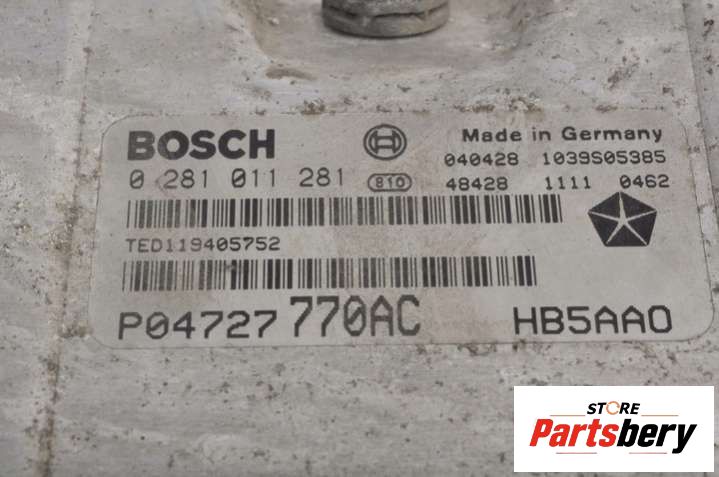 BOSCH
Made in Germany
040428 1039S05385
0 281 011 281 810 48428 1111 0462
TED119405752
P04727 770AC HB5AAO
STORE
Partsbery